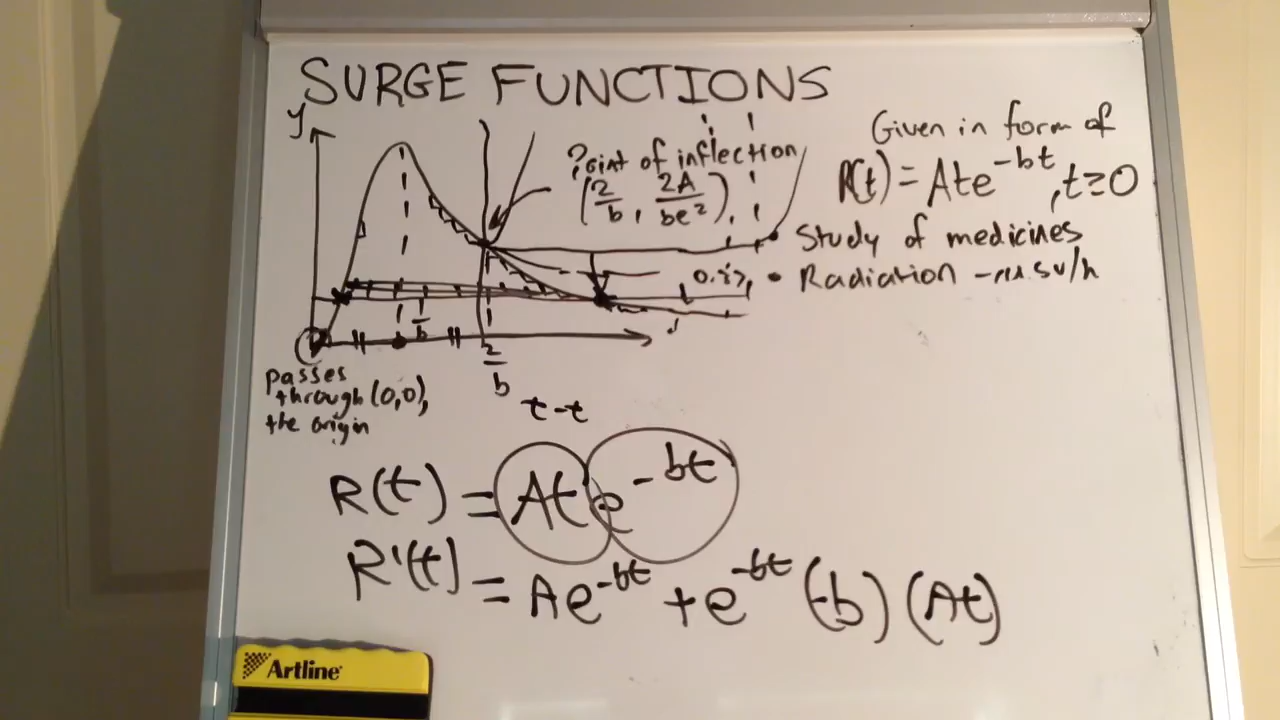 SURGE FUNCTIONS
y
Point of inflection
(2/b, 2A/be²),
Given in form of
R(t) = Ate^-bt, t≥0
• Study of medicines
• Radiation -
1/b
2/b
passes
through (0,0),
the origin
t-t
R(t) = Ate^-bt
R'(t) = Ae^-bt + e^-bt (-b) (At)
Artline